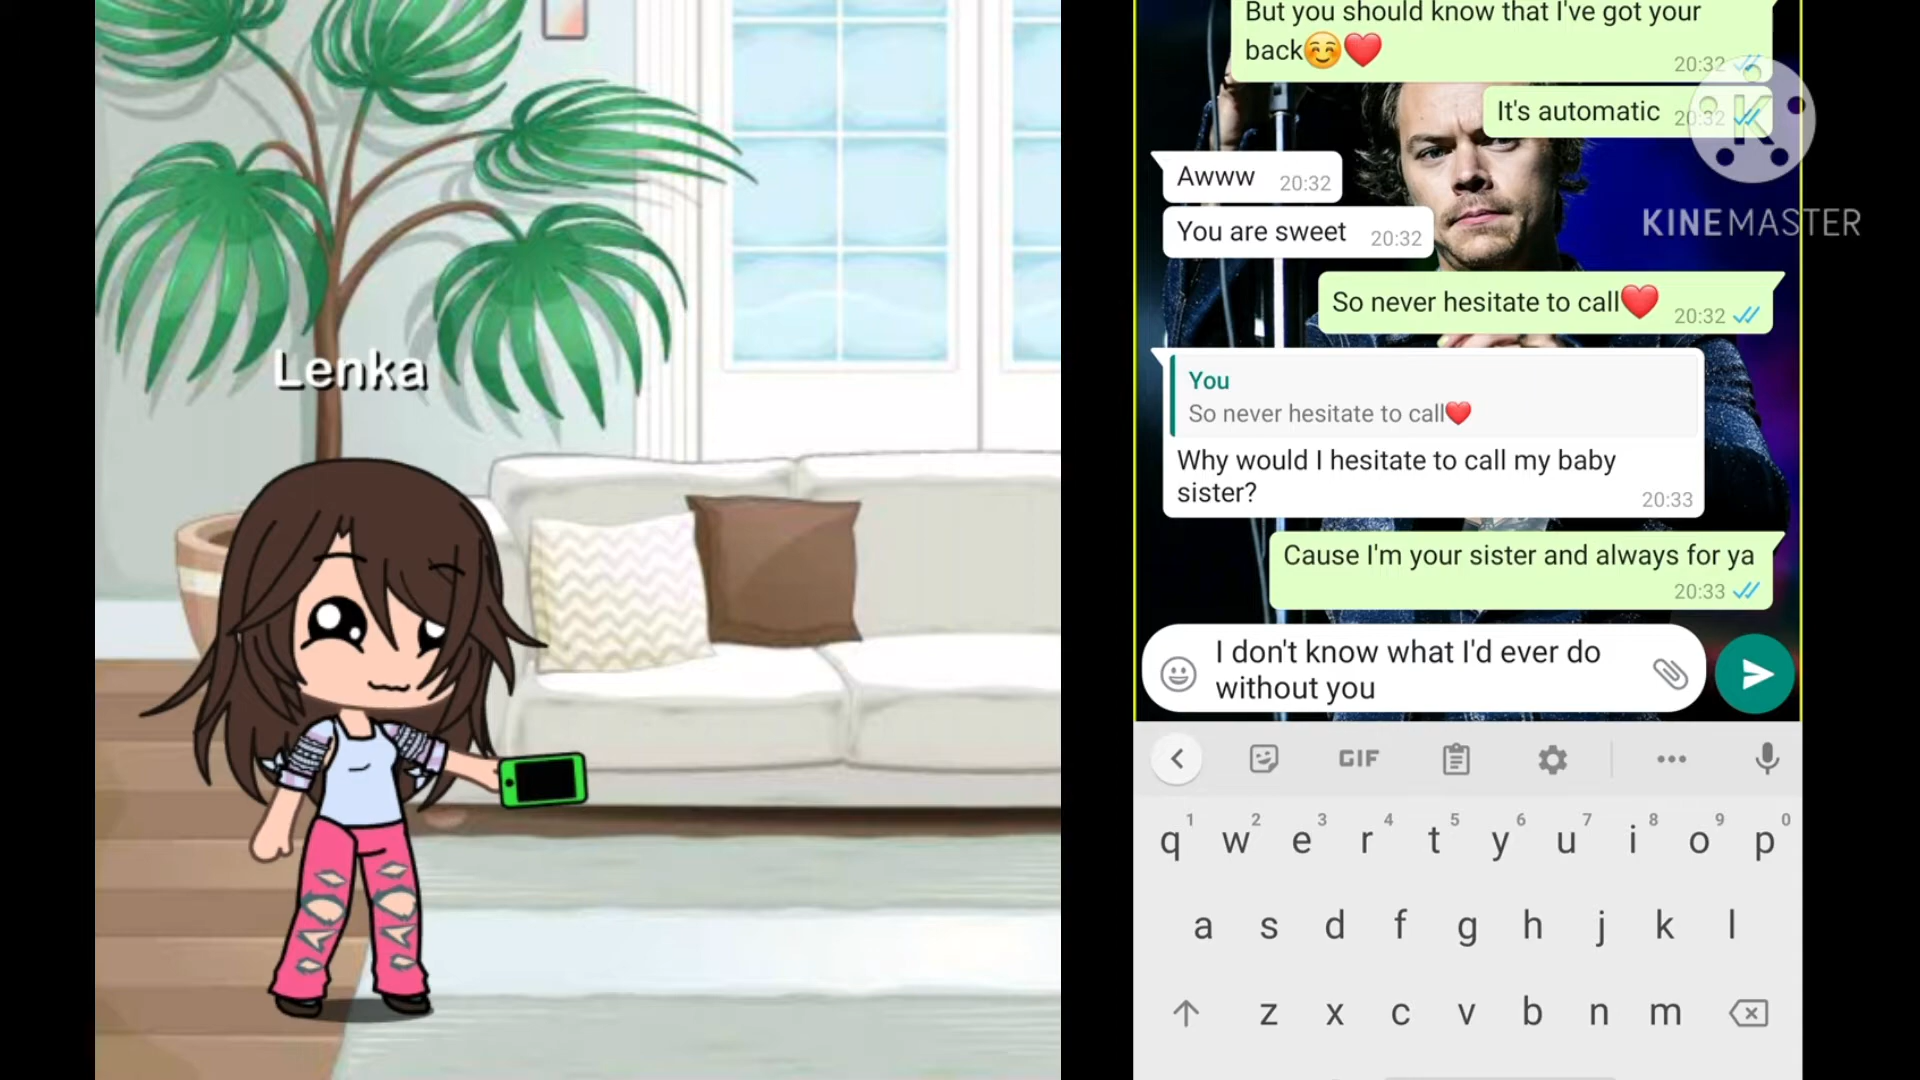 Lenka
But you should know that I've got your
back☺️❤️
20:32
It's automatic 20:32
K
KINEMASTER
Awww 20:32
You are sweet 20:32
So never hesitate to call❤️ 20:32
You
So never hesitate to call❤️
Why would I hesitate to call my baby
sister?
20:33
Cause I'm your sister and always for ya
20:33
I don't know what I'd ever do
without you
GIF
1 2 3 4 5 6 7 8 9 0
q w e r t y u i o p
a s d f g h j k l
z x c v b n m